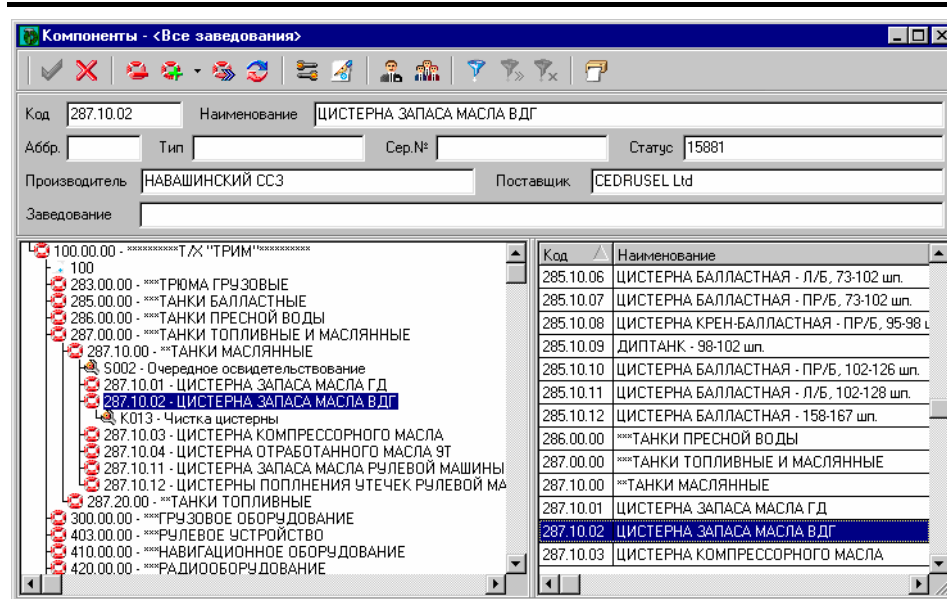 Компоненты - <Все заведования>
Код 287.10.02 Наименование ЦИСТЕРНА ЗАПАСА МАСЛА ВДГ
Аббр. Тип Сер.№ Статус 15881
Производитель НАВАШИНСКИЙ ССЗ Поставщик CEDRUSEL Ltd
Заведование
100.00.00 - **********Т/Х "ТРИМ"**********
100
283.00.00 - ***ТРЮМА ГРУЗОВЫЕ
285.00.00 - ***ТАНКИ БАЛЛАСТНЫЕ
286.00.00 - ***ТАНКИ ПРЕСНОЙ ВОДЫ
287.00.00 - ***ТАНКИ ТОПЛИВНЫЕ И МАСЛЯННЫЕ
287.10.00 - **ТАНКИ МАСЛЯННЫЕ
S002 - Очередное освидетельствование
287.10.01 - ЦИСТЕРНА ЗАПАСА МАСЛА ГД
287.10.02 - ЦИСТЕРНА ЗАПАСА МАСЛА ВДГ
К013 - Чистка цистерны
287.10.03 - ЦИСТЕРНА КОМПРЕССОРНОГО МАСЛА
287.10.04 - ЦИСТЕРНА ОТРАБОТАННОГО МАСЛА 9Т
287.10.11 - ЦИСТЕРНА ЗАПАСА МАСЛА РУЛЕВОЙ МАШИНЫ
287.10.12 - ЦИСТЕРНЫ ПОПЛНЕНИЯ УТЕЧЕК РУЛЕВОЙ МА
287.20.00 - **ТАНКИ ТОПЛИВНЫЕ
300.00.00 - ***ГРУЗОВОЕ ОБОРУДОВАНИЕ
403.00.00 - ***РУЛЕВОЕ УСТРОЙСТВО
410.00.00 - ***НАВИГАЦИОННОЕ ОБОРУДОВАНИЕ
420.00.00 - ***РАДИООБОРУДОВАНИЕ
Код Наименование
285.10.06 ЦИСТЕРНА БАЛЛАСТНАЯ - Л/Б, 73-102 шп.
285.10.07 ЦИСТЕРНА БАЛЛАСТНАЯ - ПР/Б, 73-102 шп.
285.10.08 ЦИСТЕРНА КРЕН-БАЛЛАСТНАЯ - ПР/Б, 95-98
285.10.09 ДИПТАНК - 98-102 шп.
285.10.10 ЦИСТЕРНА БАЛЛАСТНАЯ - ПР/Б, 102-126 шп.
285.10.11 ЦИСТЕРНА БАЛЛАСТНАЯ - Л/Б, 102-128 шп.
285.10.12 ЦИСТЕРНА БАЛЛАСТНАЯ - 158-167 шп.
286.00.00 ***ТАНКИ ПРЕСНОЙ ВОДЫ
287.00.00 ***ТАНКИ ТОПЛИВНЫЕ И МАСЛЯННЫЕ
287.10.00 **ТАНКИ МАСЛЯННЫЕ
287.10.01 ЦИСТЕРНА ЗАПАСА МАСЛА ГД
287.10.02 ЦИСТЕРНА ЗАПАСА МАСЛА ВДГ
287.10.03 ЦИСТЕРНА КОМПРЕССОРНОГО МАСЛА